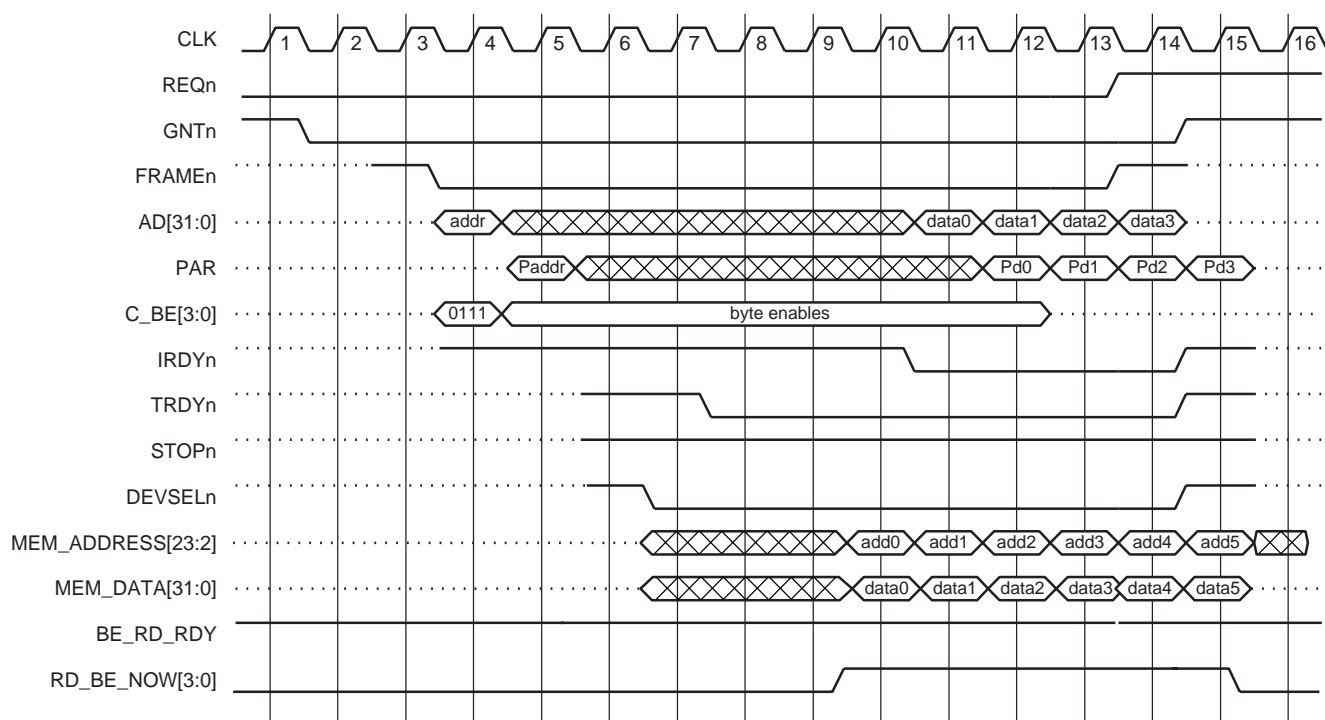 CLK 1 2 3 4 5 6 7 8 9 10 11 12 13 14 15 16
REQn
GNTn
FRAMEn
AD[31:0] addr data0 data1 data2 data3
PAR Paddr Pd0 Pd1 Pd2 Pd3
C_BE[3:0] 0111 byte enables
IRDYn
TRDYn
STOPn
DEVSELn
MEM_ADDRESS[23:2] add0 add1 add2 add3 add4 add5
MEM_DATA[31:0] data0 data1 data2 data3 data4 data5
BE_RD_RDY
RD_BE_NOW[3:0]